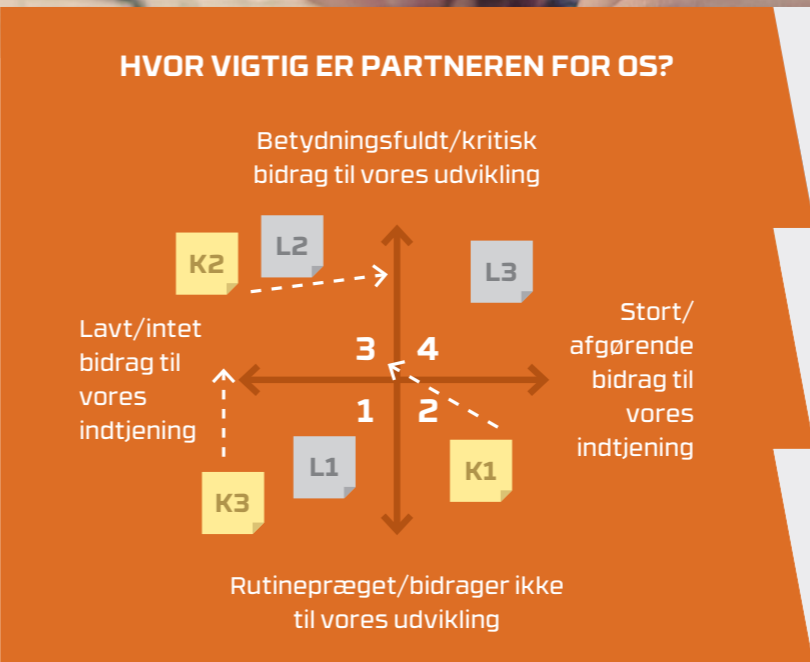 HVOR VIGTIG ER PARTNEREN FOR OS?
Betydningsfuldt/kritisk
bidrag til vores udvikling
K2
L2
L3
Lavt/intet
bidrag til
vores
indtjening
Stort/
afgørende
bidrag til
vores
indtjening
3
4
1
2
K3
L1
K1
Rutinepræget/bidrager ikke
til vores udvikling